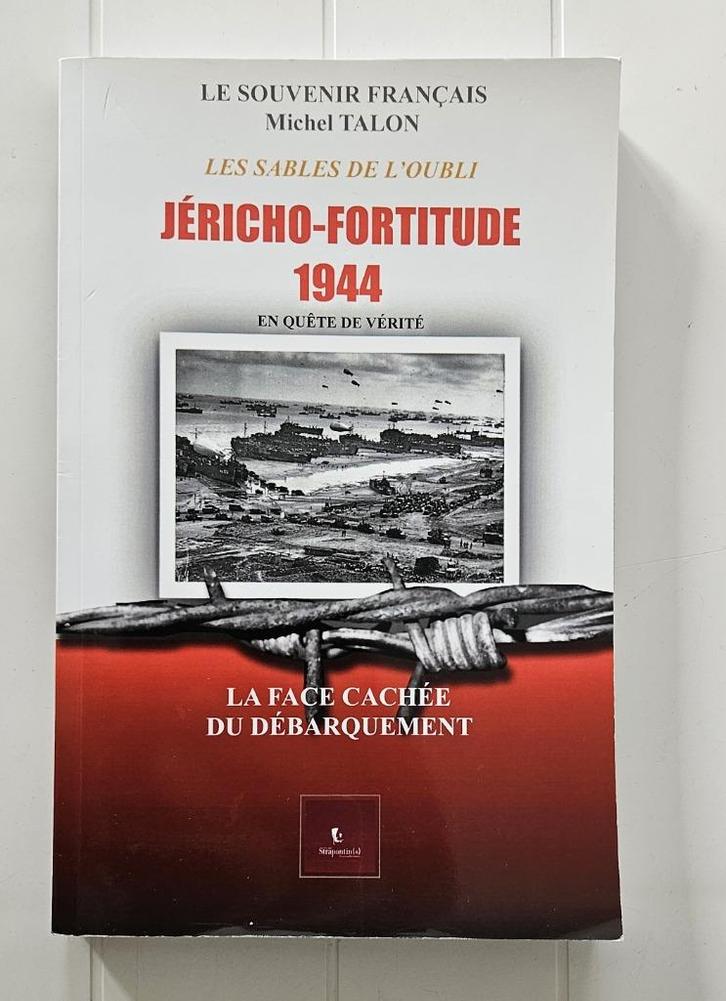 LE SOUVENIR FRANÇAIS
Michel TALON
LES SABLES DE L'OUBLI
JÉRICHO-FORTITUDE
1944
EN QUÊTE DE VÉRITÉ
LA FACE CACHÉE
DU DÉBARQUEMENT
Strapontin(s)